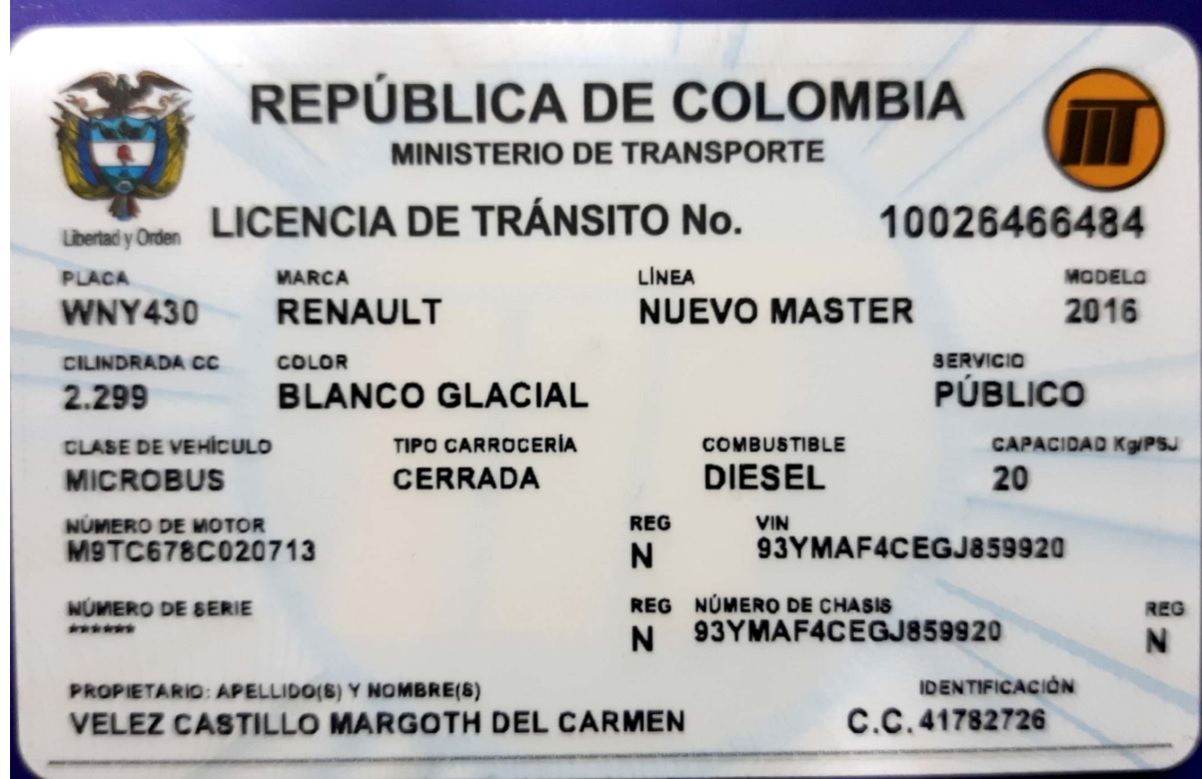 REPÚBLICA DE COLOMBIA
MINISTERIO DE TRANSPORTE
Libertad y Orden
LICENCIA DE TRÁNSITO No. 10026466484
PLACA MARCA LÍNEA MODELO
WNY430 RENAULT NUEVO MASTER 2016
CILINDRADA CC COLOR SERVICIO
2.299 BLANCO GLACIAL PÚBLICO
CLASE DE VEHÍCULO TIPO CARROCERÍA COMBUSTIBLE CAPACIDAD Kg/PSJ
MICROBUS CERRADA DIESEL 20
NÚMERO DE MOTOR REG VIN
M9TC678C020713 N 93YMAF4CEGJ859920
NÚMERO DE SERIE REG NÚMERO DE CHASIS REG
****** N 93YMAF4CEGJ859920 N
PROPIETARIO: APELLIDO(S) Y NOMBRE(S) IDENTIFICACIÓN
VELEZ CASTILLO MARGOTH DEL CARMEN C.C. 41782726